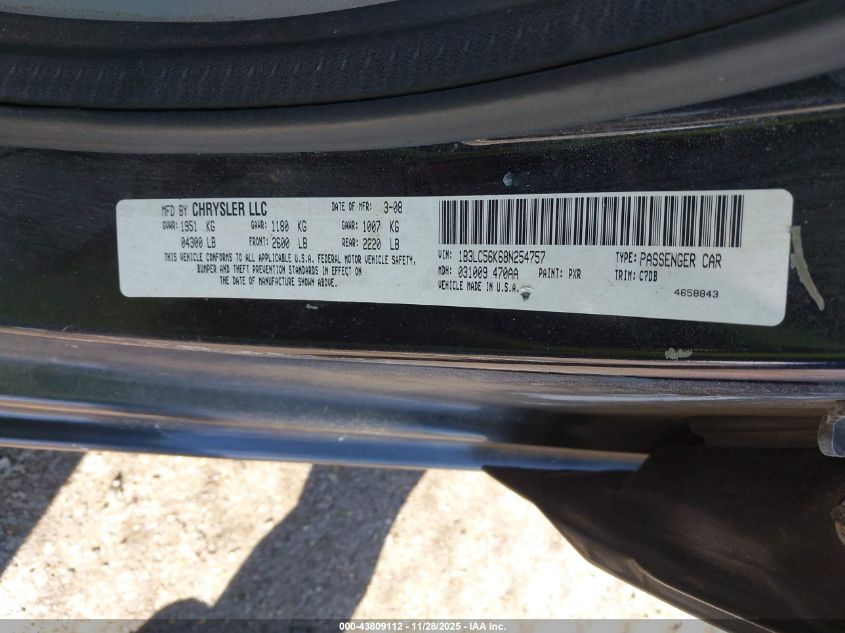 MFD BY CHRYSLER LLC DATE OF MFR: 3-08
GVWR: 1951 KG GAWR: 1180 KG GAWR: 1007 KG
04300 LB FRONT: 2600 LB REAR: 2220 LB
THIS VEHICLE CONFORMS TO ALL APPLICABLE U.S.A. FEDERAL MOTOR VEHICLE SAFETY,
BUMPER AND THEFT PREVENTION STANDARDS IN EFFECT ON
THE DATE OF MANUFACTURE SHOWN ABOVE.
VIN: 1B3LC56K68N254757 TYPE: PASSENGER CAR
MDH: 031009 470AA PAINT: PXR TRIM: C7DB
VEHICLE MADE IN U.S.A.
4658843
000-43809112 — 11/28/2025 — IAA Inc.